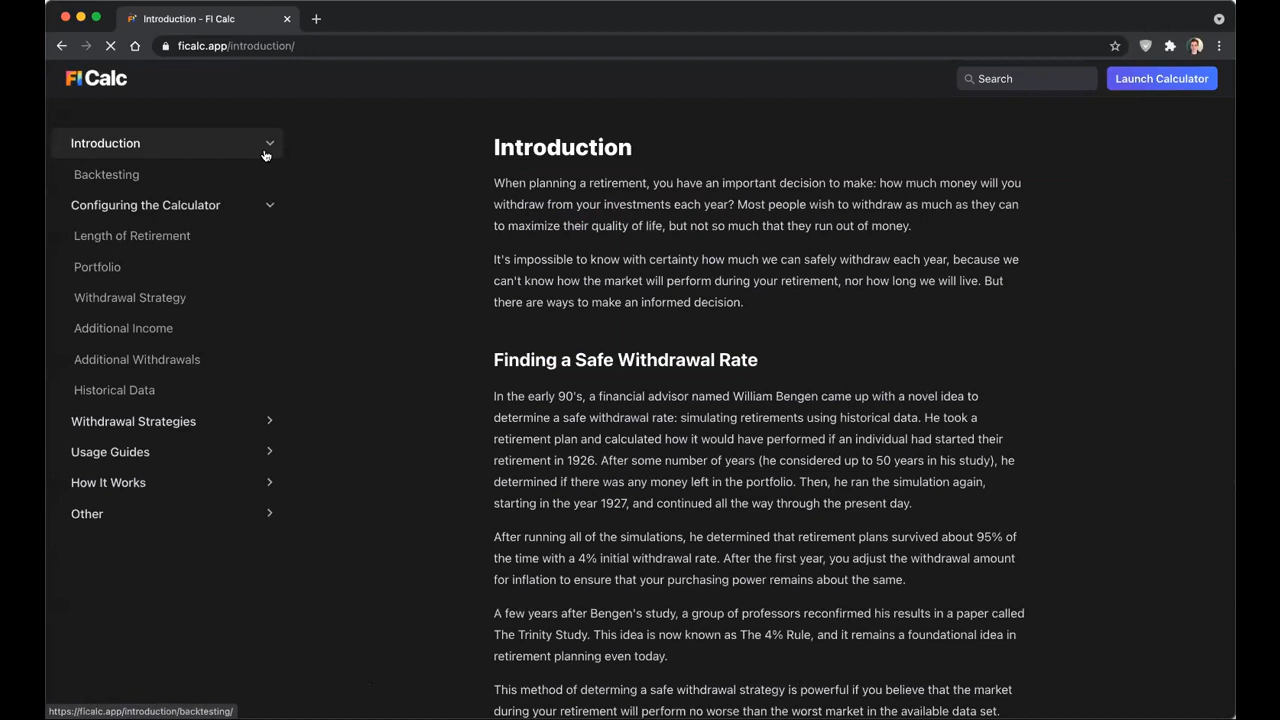 Introduction - FI Calc
ficalc.app/introduction/
FI Calc
Search
Launch Calculator
Introduction
Backtesting
Configuring the Calculator
Length of Retirement
Portfolio
Withdrawal Strategy
Additional Income
Additional Withdrawals
Historical Data
Withdrawal Strategies
Usage Guides
How It Works
Other
Introduction
When planning a retirement, you have an important decision to make: how much money will you
withdraw from your investments each year? Most people wish to withdraw as much as they can
to maximize their quality of life, but not so much that they run out of money.
It's impossible to know with certainty how much we can safely withdraw each year, because we
can't know how the market will perform during your retirement, nor how long we will live. But
there are ways to make an informed decision.
Finding a Safe Withdrawal Rate
In the early 90's, a financial advisor named William Bengen came up with a novel idea to
determine a safe withdrawal rate: simulating retirements using historical data. He took a
retirement plan and calculated how it would have performed if an individual had started their
retirement in 1926. After some number of years (he considered up to 50 years in his study), he
determined if there was any money left in the portfolio. Then, he ran the simulation again,
starting in the year 1927, and continued all the way through the present day.
After running all of the simulations, he determined that retirement plans survived about 95% of
the time with a 4% initial withdrawal rate. After the first year, you adjust the withdrawal amount
for inflation to ensure that your purchasing power remains about the same.
A few years after Bengen's study, a group of professors reconfirmed his results in a paper called
The Trinity Study. This idea is now known as The 4% Rule, and it remains a foundational idea in
retirement planning even today.
This method of determing a safe withdrawal strategy is powerful if you believe that the market
during your retirement will perform no worse than the worst market in the available data set.
https://ficalc.app/introduction/backtesting/